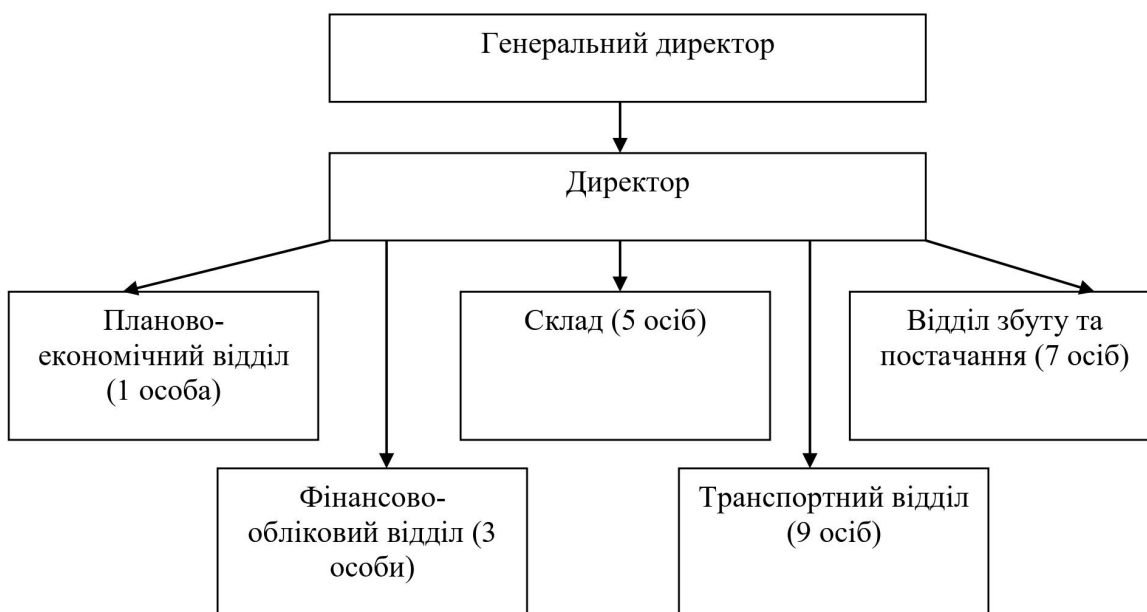 Генеральний директор
Директор
Планово-
економічний відділ
(1 особа)
Склад (5 осіб)
Відділ збуту та
постачання (7 осіб)
Фінансово-
обліковий відділ (3
особи)
Транспортний відділ
(9 осіб)